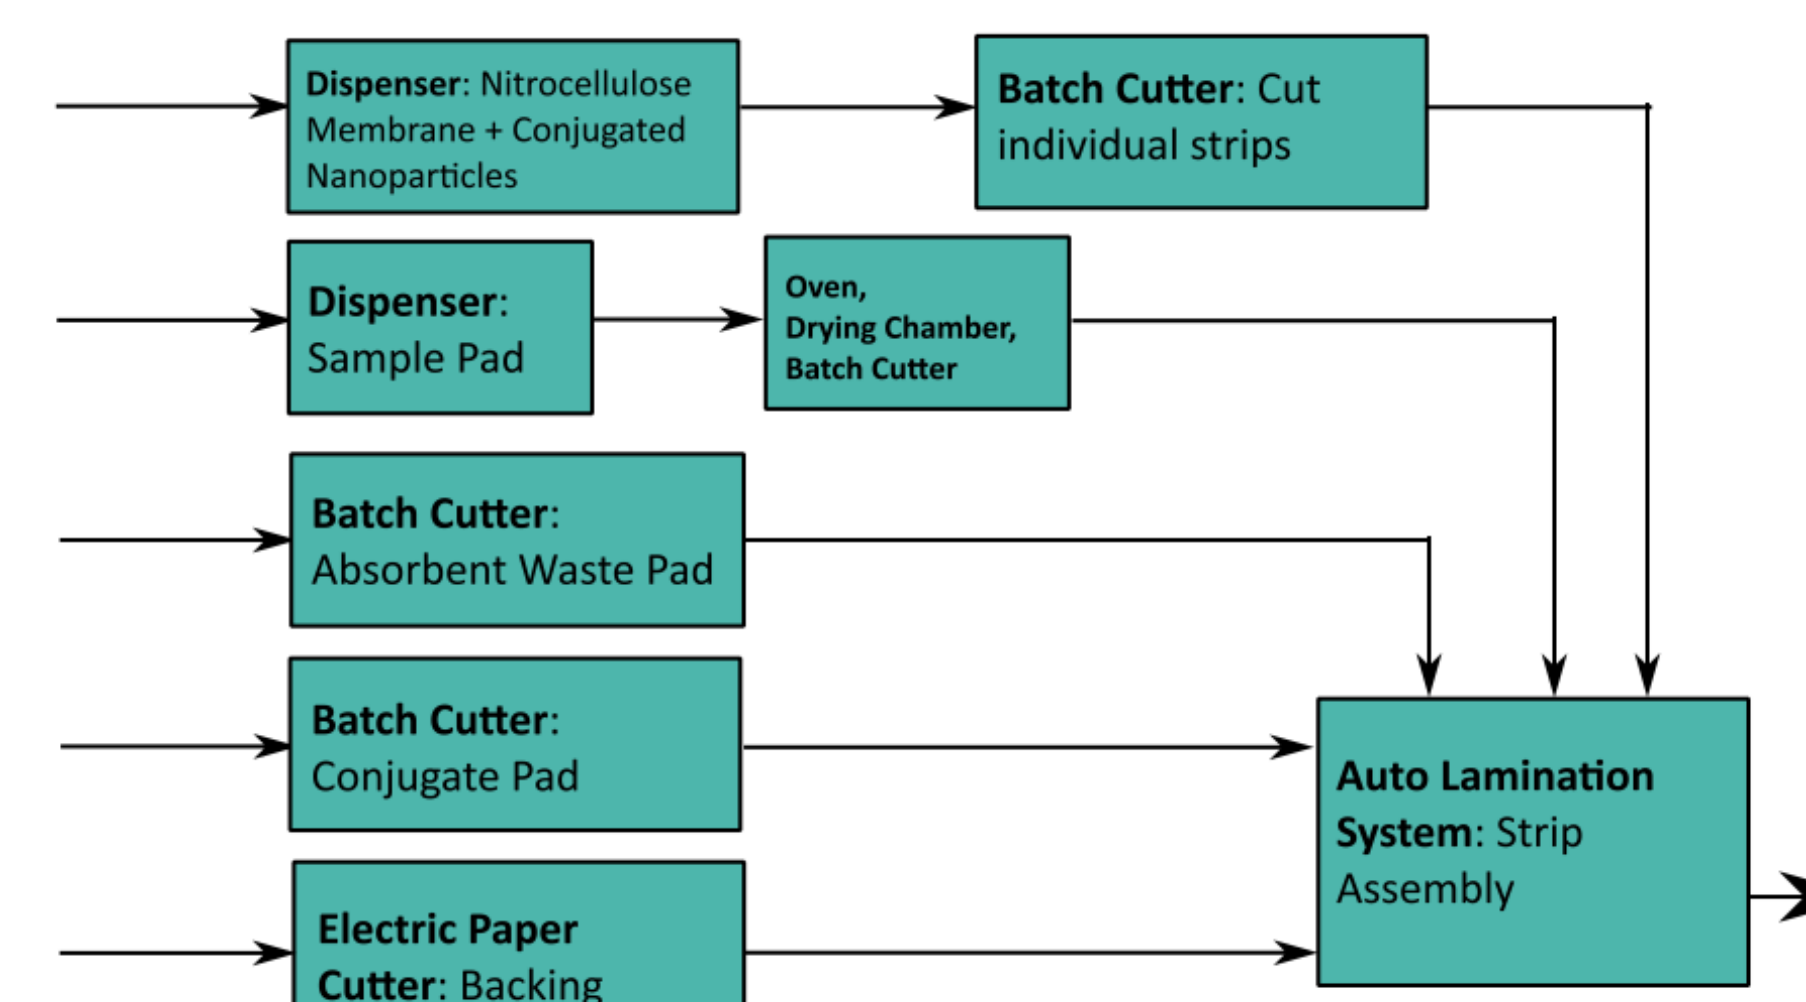 Dispenser: Nitrocellulose
Membrane + Conjugated
Nanoparticles
Batch Cutter: Cut
individual strips
Dispenser:
Sample Pad
Oven,
Drying Chamber,
Batch Cutter
Batch Cutter:
Absorbent Waste Pad
Batch Cutter:
Conjugate Pad
Auto Lamination
System: Strip
Assembly
Electric Paper
Cutter: Backing